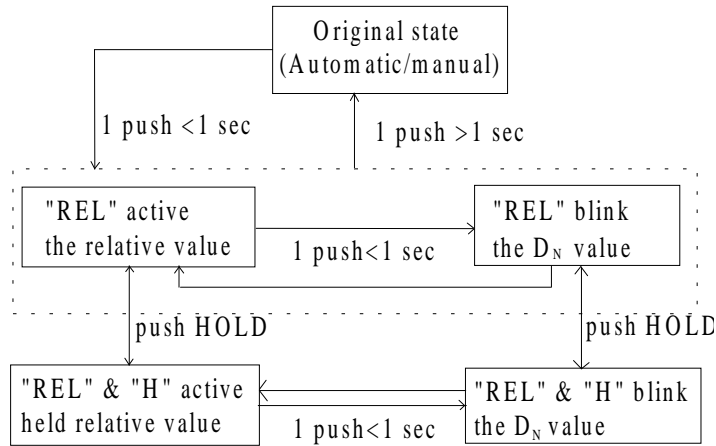 Original state
(Automatic/manual)
1 push <1 sec
1 push >1 sec
"REL" active
the relative value
1 push<1 sec
"REL" blink
the D_N value
push HOLD
push HOLD
"REL" & "H" active
held relative value
1 push<1 sec
"REL" & "H" blink
the D_N value